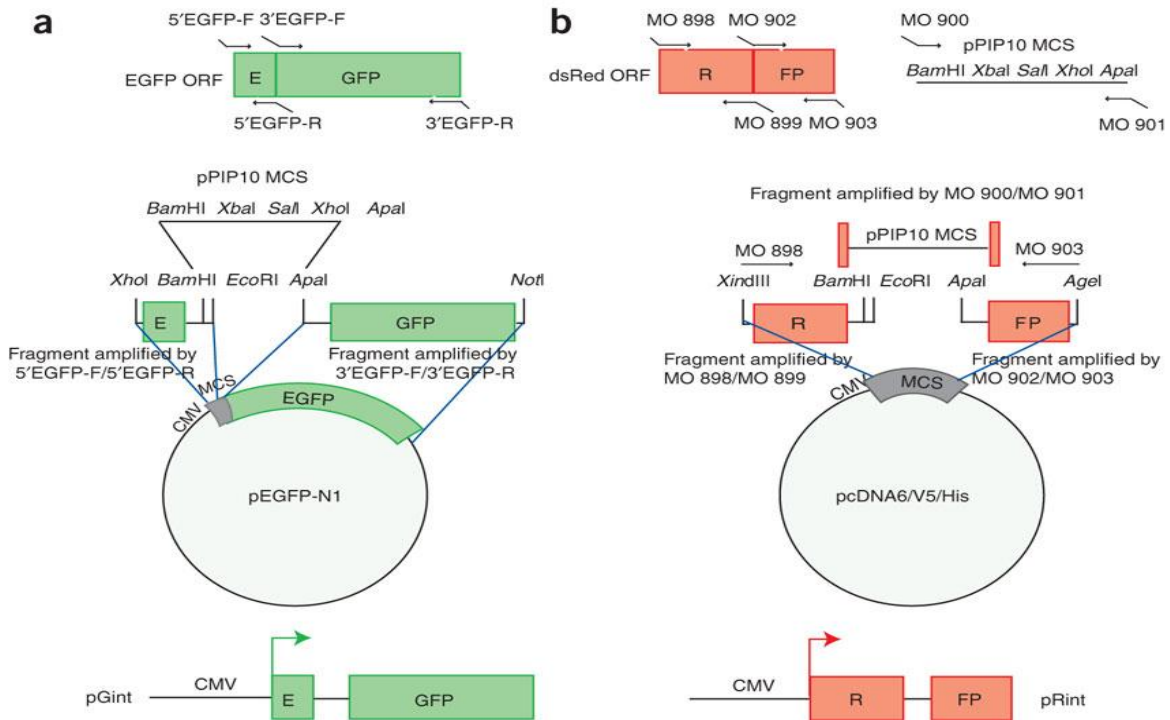 a
5′EGFP-F 3′EGFP-F
EGFP ORF
E
GFP
5′EGFP-R
3′EGFP-R
pPIP10 MCS
BamHI XbaI SalI XhoI ApaI
XhoI BamHI EcoRI ApaI NotI
E
GFP
Fragment amplified by
5′EGFP-F/5′EGFP-R
Fragment amplified by
3′EGFP-F/3′EGFP-R
CMV
MCS
EGFP
pEGFP-N1
pGint
CMV
E
GFP
b
MO 898
MO 902
MO 900
dsRed ORF
R
FP
MO 899 MO 903
pPIP10 MCS
BamHI XbaI SalI XhoI ApaI
MO 901
Fragment amplified by MO 900/MO 901
pPIP10 MCS
MO 898
MO 903
XindIII BamHI EcoRI ApaI AgeI
R
FP
Fragment amplified by
MO 898/MO 899
Fragment amplified by
MO 902/MO 903
CMV
MCS
pcDNA6/V5/His
CMV
R
FP
pRint